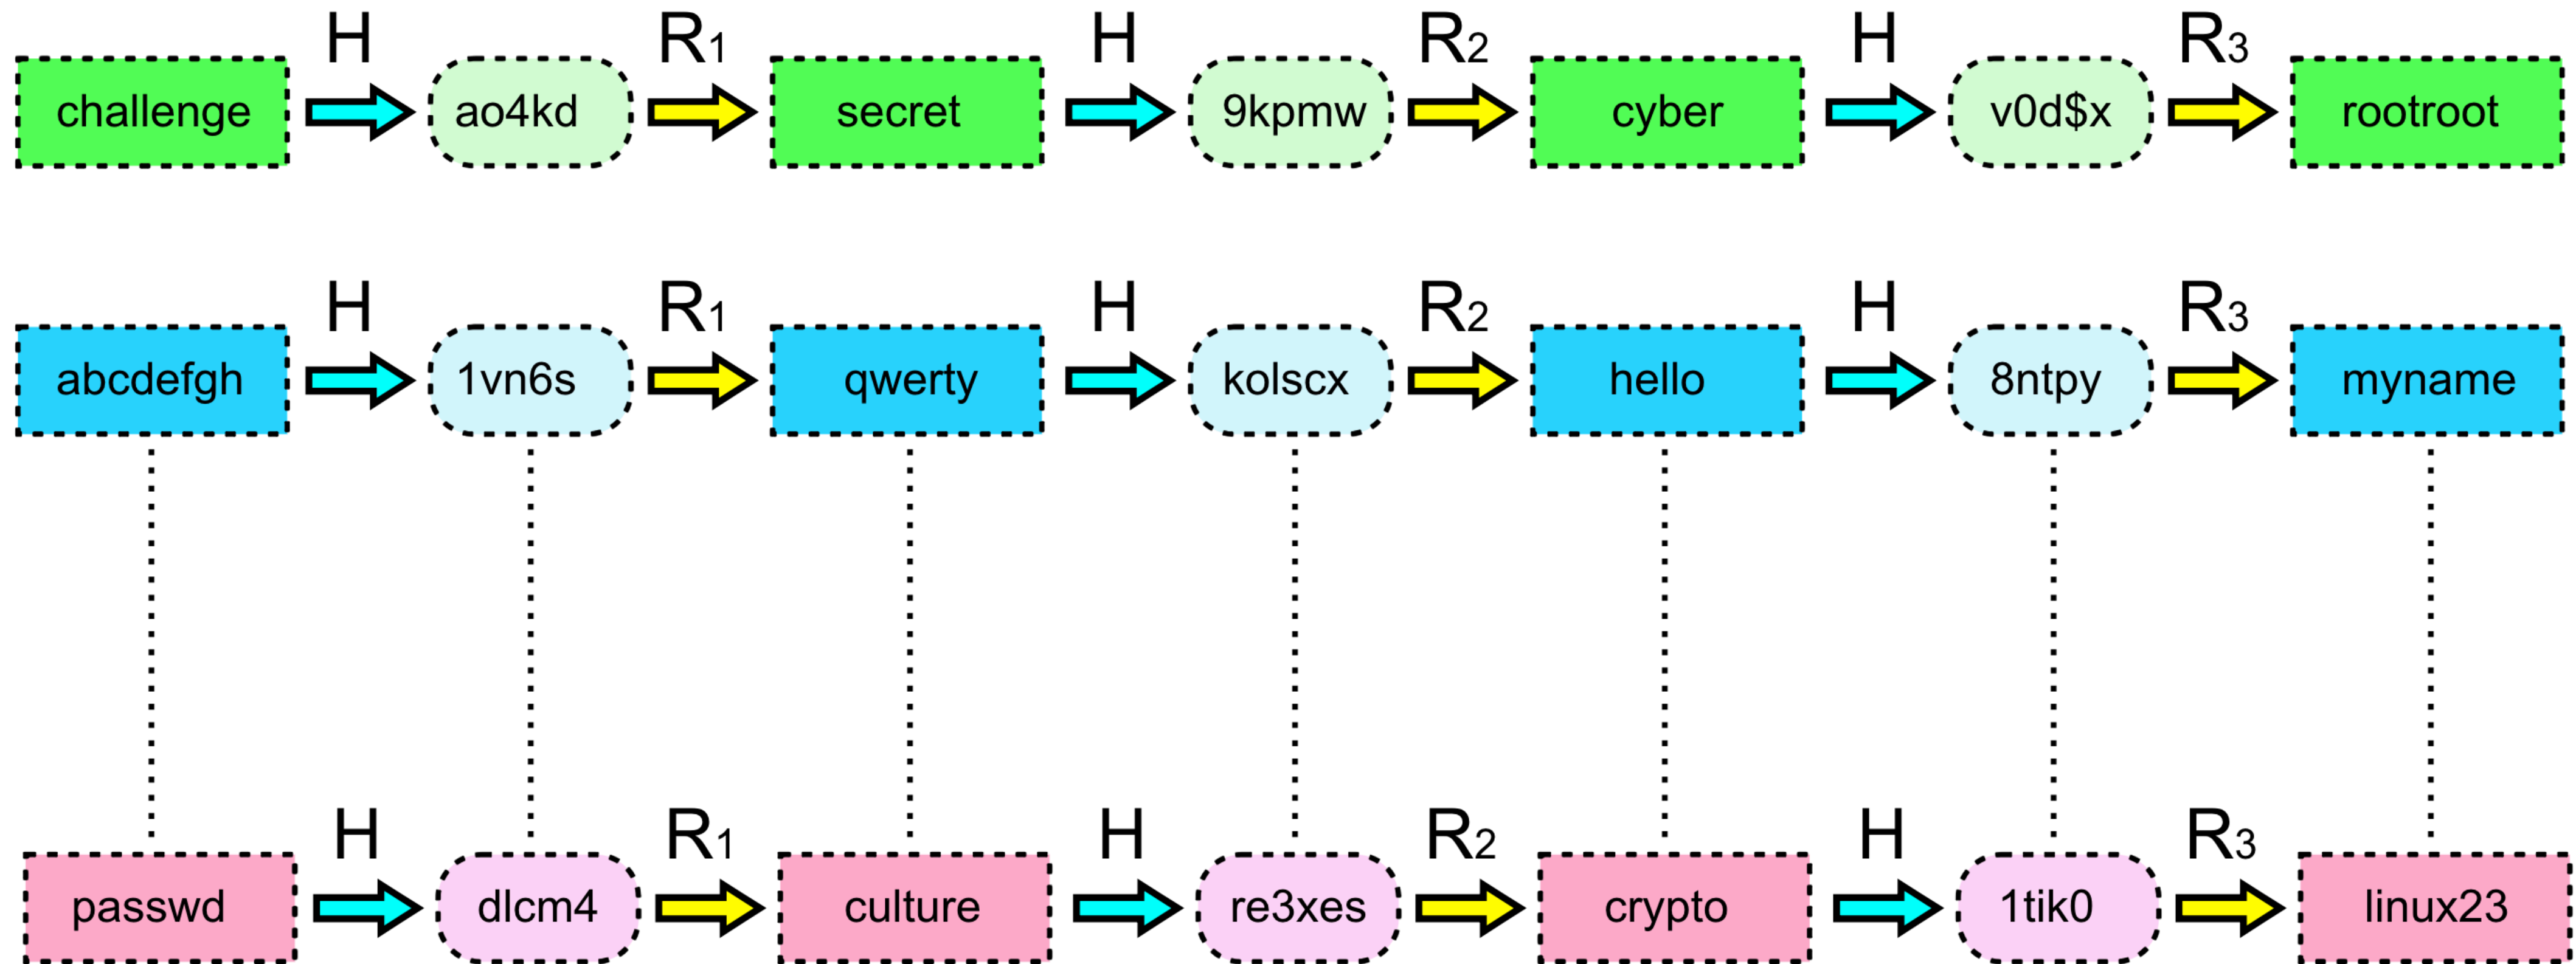 H R1 H R2 H R3
challenge ao4kd secret 9kpmw cyber v0d$x rootroot
H R1 H R2 H R3
abcdefgh 1vn6s qwerty kolscx hello 8ntpy myname
H R1 H R2 H R3
passwd dlcm4 culture re3xes crypto 1tik0 linux23